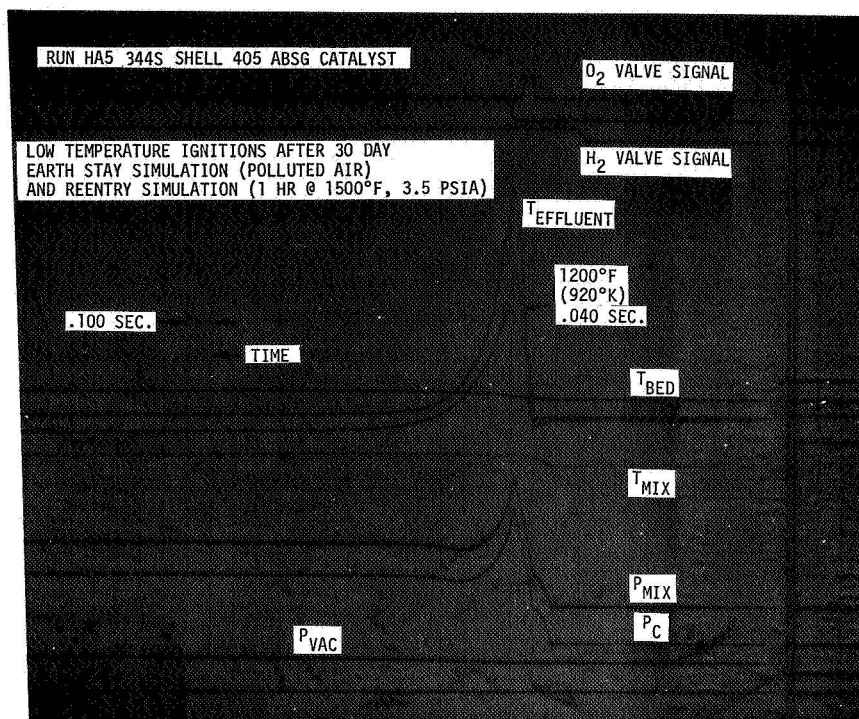 RUN HA5 344S SHELL 405 ABSG CATALYST
O2 VALVE SIGNAL
LOW TEMPERATURE IGNITIONS AFTER 30 DAY
EARTH STAY SIMULATION (POLLUTED AIR)
AND REENTRY SIMULATION (1 HR @ 1500°F, 3.5 PSIA)
H2 VALVE SIGNAL
TEFFLUENT
1200°F
(920°K)
.040 SEC.
.100 SEC.
TIME
TBED
TMIX
PMIX
PC
PVAC